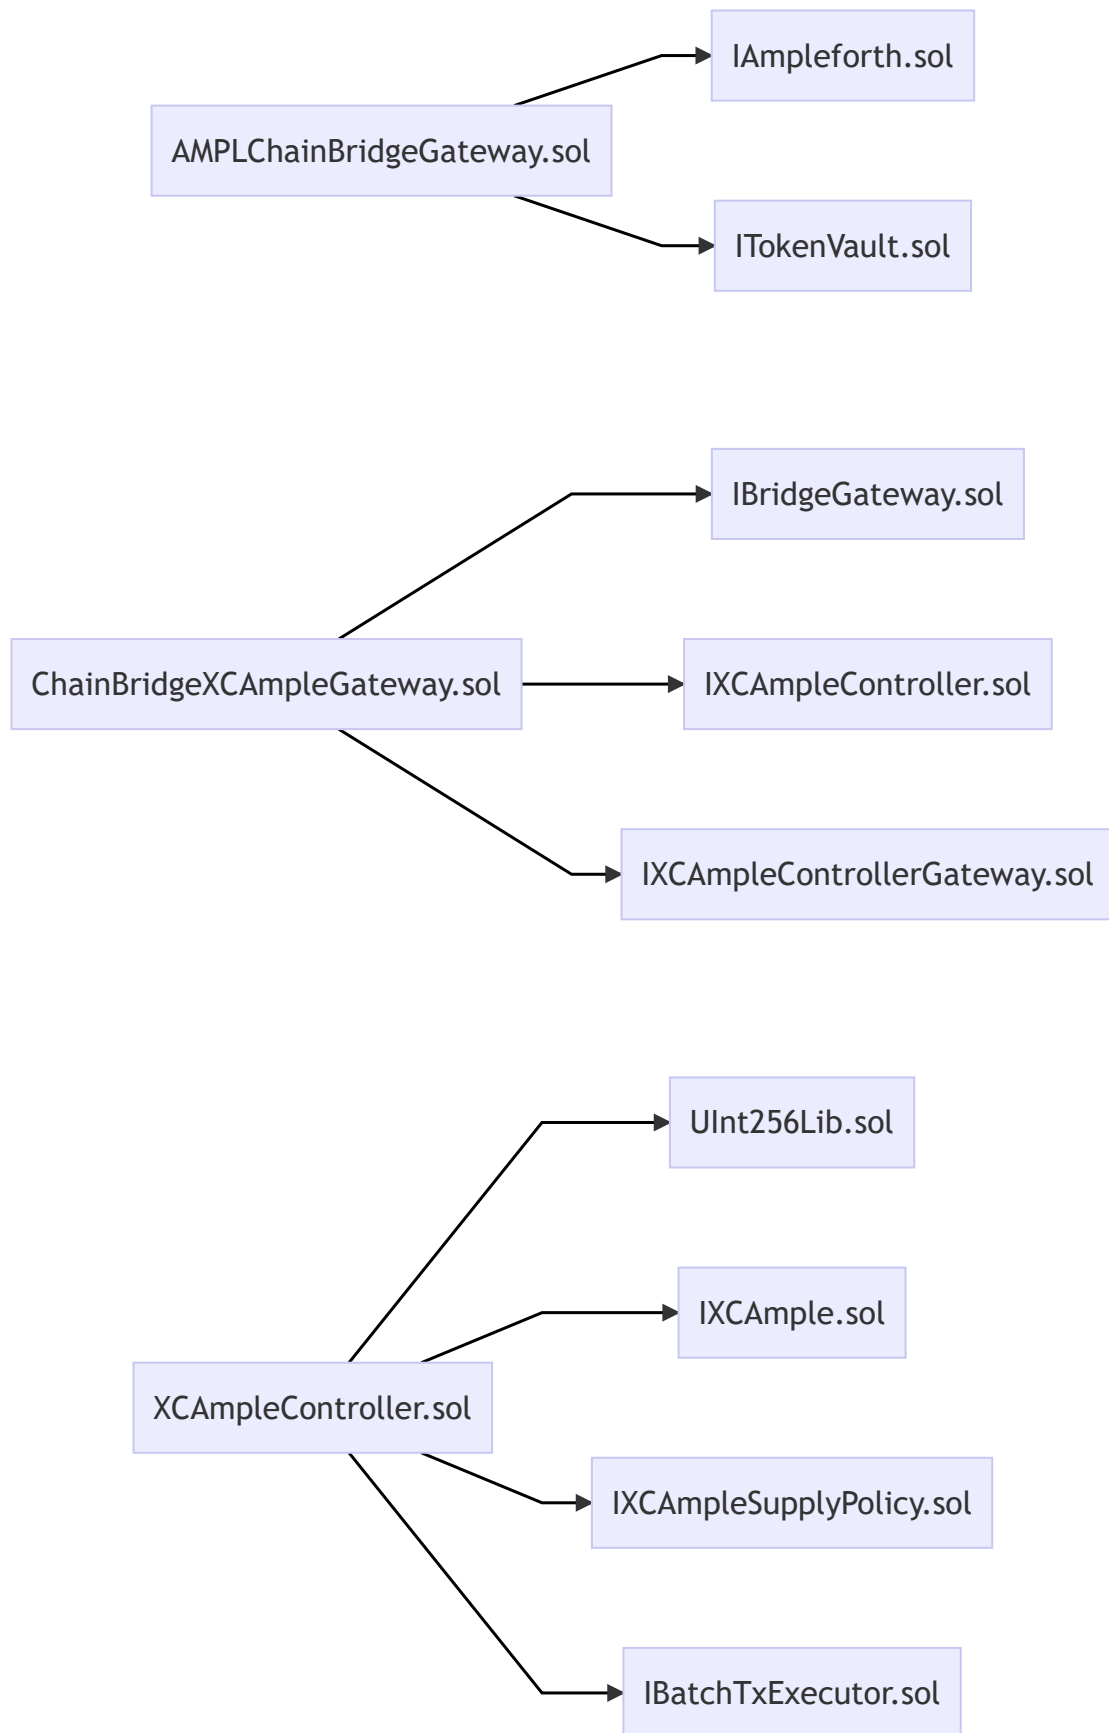 IAmpleforth.sol
AMPLChainBridgeGateway.sol
ITokenVault.sol
IBridgeGateway.sol
ChainBridgeXCAmpleGateway.sol
IXCAmpleController.sol
IXCAmpleControllerGateway.sol
UInt256Lib.sol
IXCAmple.sol
XCAmpleController.sol
IXCAmpleSupplyPolicy.sol
IBatchTxExecutor.sol